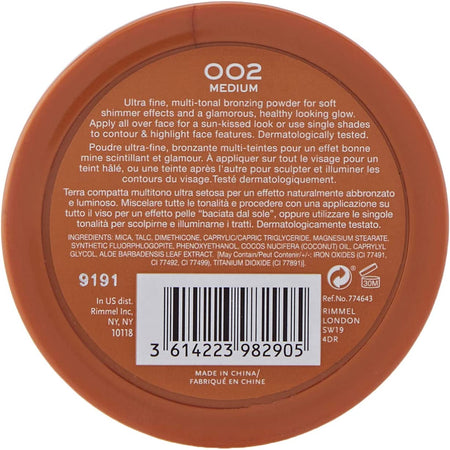 002
MEDIUM
Ultra fine, multi-tonal bronzing powder for soft
shimmer effects and a glamorous, healthy looking glow.
Apply all over face for a sun-kissed look or use single shades
to contour & highlight face features. Dermatologically tested.
Poudre ultra-fine, bronzante multi-teintes pour un effet bonne
mine scintillant et glamour. À appliquer sur tout le visage pour un
teint hâlé, ou une teinte après l'autre pour sculpter et illuminer les
contours du visage.Testé dermatologiquement.
Terra compatta multitono ultra setosa per un effetto naturalmente abbronzato
e luminoso. Miscelare tutte le tonalità e procedere con una applicazione su
tutto il viso per un effetto pelle “baciata dal sole”, oppure utilizzare le singole
tonalità per scolpirne e illuminarne i tratti. Dermatologicamente testato.
INGREDIENTS: MICA, TALC, DIMETHICONE, CAPRYLIC/CAPRIC TRIGLYCERIDE, MAGNESIUM STEARATE,
SYNTHETIC FLUORPHLOGOPITE, PHENOXYETHANOL, COCOS NUCIFERA (COCONUT) OIL, CAPRYLYL
GLYCOL, ALOE BARBADENSIS LEAF EXTRACT. [May Contain/Peut Contenir/+/-: IRON OXIDES (CI 77491,
CI 77492, CI 77499), TITANIUM DIOXIDE (CI 77891)].
9191
In US dist.
Rimmel Inc,
NY, NY
10118
3 614223 982905
30M
Ref.No.774643
RIMMEL
LONDON
SW19
4DR
MADE IN CHINA/
FABRIQUÉ EN CHINE